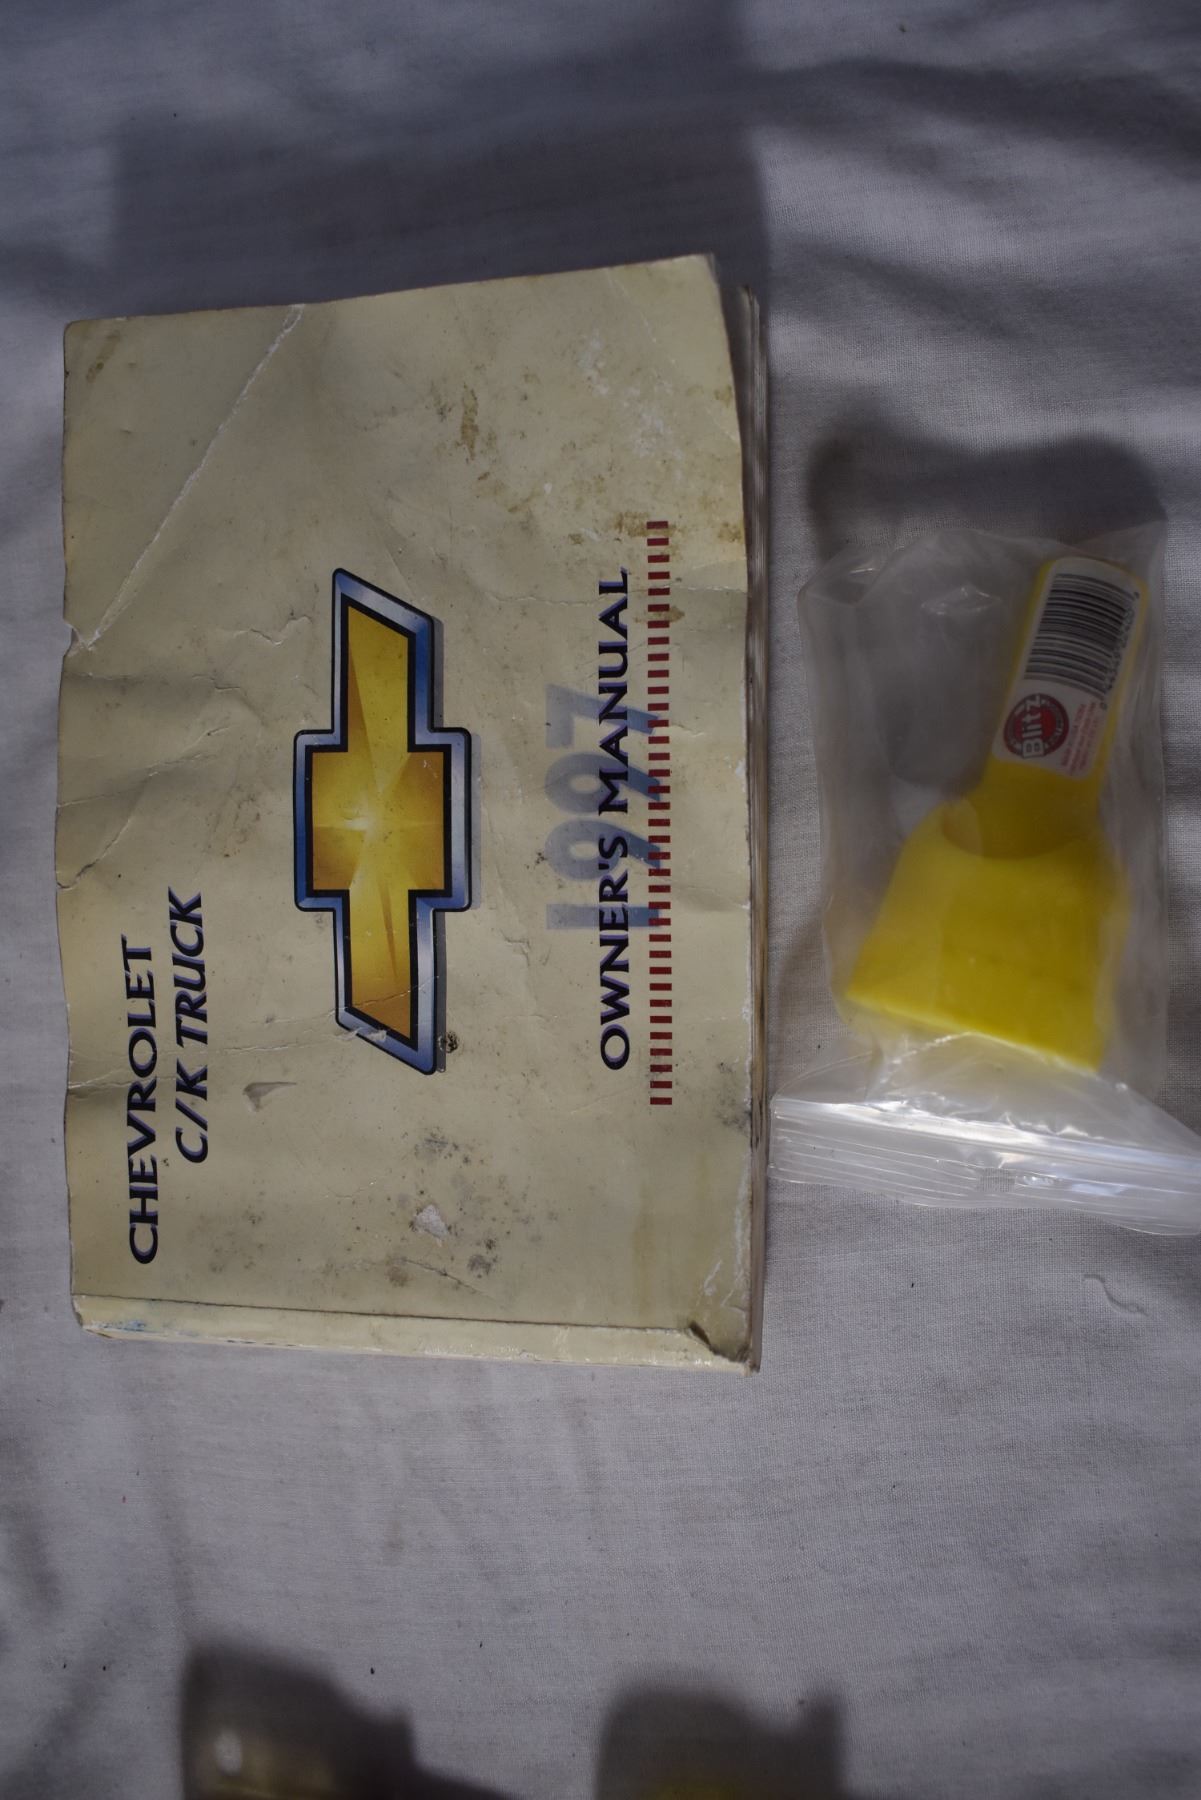 CHEVROLET
C/K TRUCK
1997
OWNER'S MANUAL
Blitz